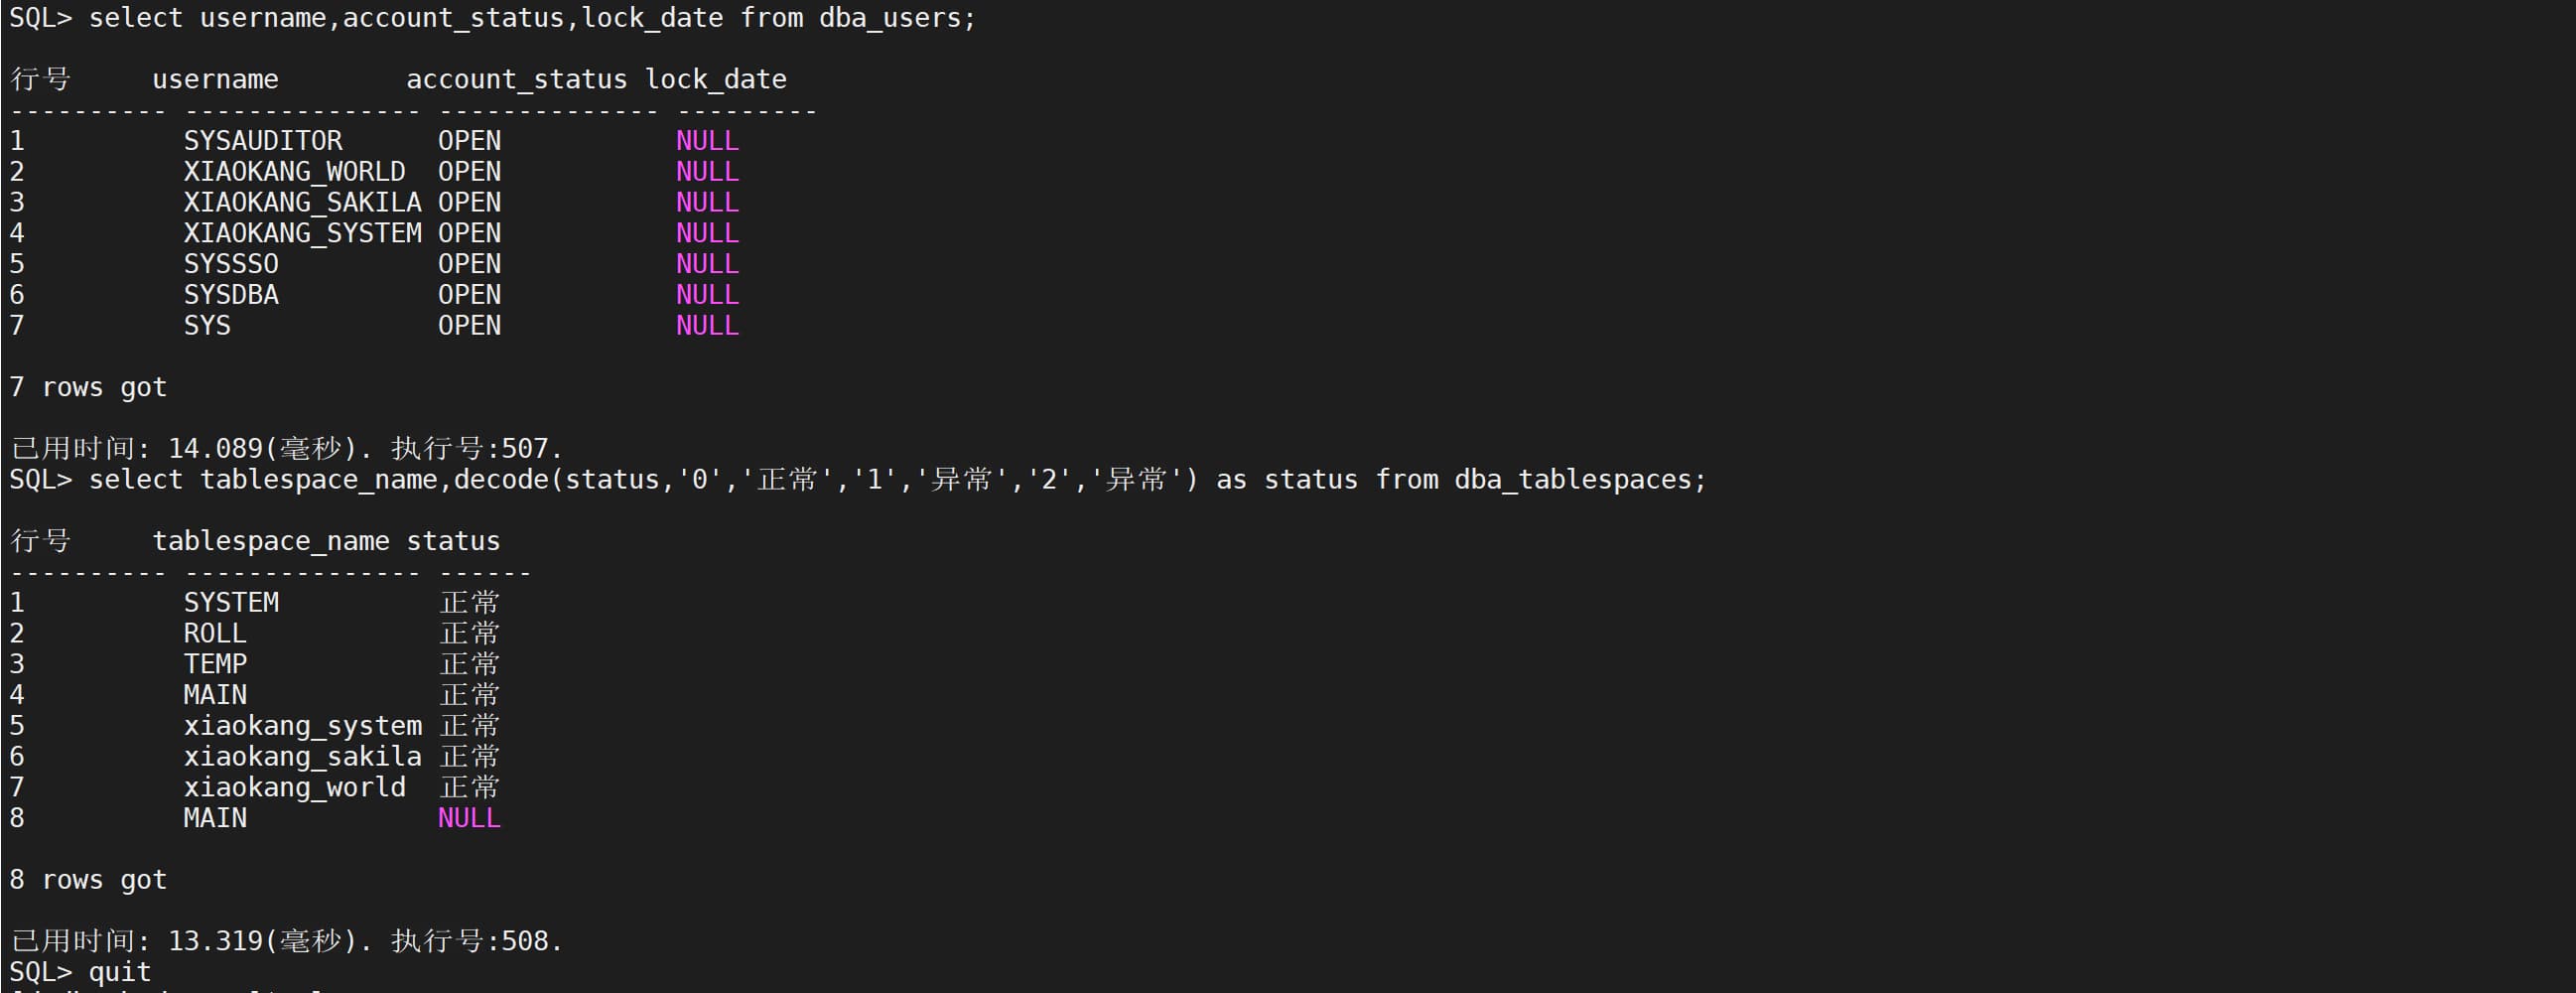 SQL> select username,account_status,lock_date from dba_users;
行号     username        account_status lock_date
---------- --------------- -------------- ---------
1          SYSAUDITOR      OPEN           NULL
2          XIAOKANG_WORLD  OPEN           NULL
3          XIAOKANG_SAKILA OPEN           NULL
4          XIAOKANG_SYSTEM OPEN           NULL
5          SYSSSO          OPEN           NULL
6          SYSDBA          OPEN           NULL
7          SYS             OPEN           NULL
7 rows got
已用时间: 14.089(毫秒). 执行号:507.
SQL> select tablespace_name,decode(status,'0','正常','1','异常','2','异常') as status from dba_tablespaces;
行号     tablespace_name status
---------- --------------- ------
1          SYSTEM          正常
2          ROLL            正常
3          TEMP            正常
4          MAIN            正常
5          xiaokang_system 正常
6          xiaokang_sakila 正常
7          xiaokang_world  正常
8          MAIN            NULL
8 rows got
已用时间: 13.319(毫秒). 执行号:508.
SQL> quit